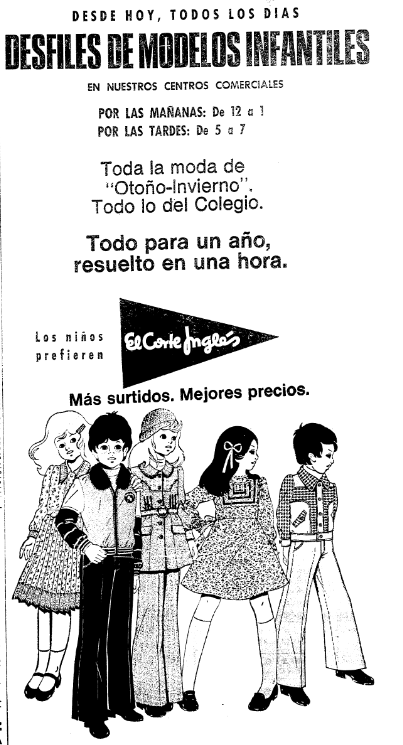 DESDE HOY, TODOS LOS DIAS
DESFILES DE MODELOS INFANTILES
EN NUESTROS CENTROS COMERCIALES
POR LAS MAÑANAS: De 12 a 1
POR LAS TARDES: De 5 a 7
Toda la moda de
"Otoño-Invierno".
Todo lo del Colegio.
Todo para un año,
resuelto en una hora.
Los niños
prefieren
El Corte Inglés
Más surtidos. Mejores precios.